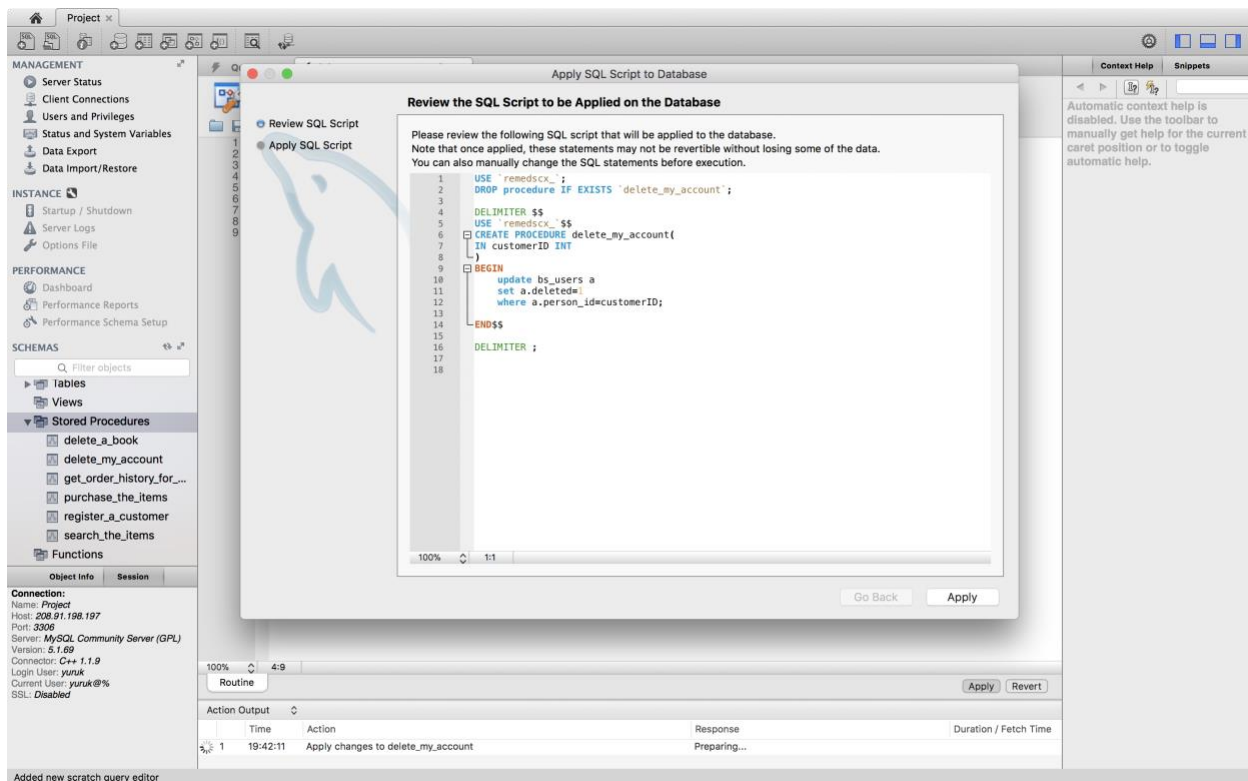 Project ×
MANAGEMENT
Server Status
Client Connections
Users and Privileges
Status and System Variables
Data Export
Data Import/Restore
INSTANCE
Startup / Shutdown
Server Logs
Options File
PERFORMANCE
Dashboard
Performance Reports
Performance Schema Setup
SCHEMAS
Filter objects
Tables
Views
Stored Procedures
delete_a_book
delete_my_account
get_order_history_for_...
purchase_the_items
register_a_customer
search_the_items
Functions
Object Info Session
Connection:
Name: Project
Host: 208.91.198.197
Port: 3306
Server: MySQL Community Server (GPL)
Version: 5.1.69
Connector: C++ 1.1.9
Login User: yuruk
Current User: yuruk@%
SSL: Disabled
1
2
3
4
5
6
7
8
9
Apply SQL Script to Database
Review SQL Script
Apply SQL Script
Review the SQL Script to be Applied on the Database
Please review the following SQL script that will be applied to the database.
Note that once applied, these statements may not be revertible without losing some of the data.
You can also manually change the SQL statements before execution.
1 USE `remedscx_`;
2 DROP procedure IF EXISTS `delete_my_account`;
3
4 DELIMITER $$
5 USE `remedscx_`$$
6 CREATE PROCEDURE delete_my_account(
7 IN customerID INT
8 )
9 BEGIN
10 update bs_users a
11 set a.deleted=1
12 where a.person_id=customerID;
13
14 END$$
15
16 DELIMITER ;
17
18
100% 1:1
Go Back Apply
100% 4:9
Routine
Apply Revert
Action Output
Time Action Response Duration / Fetch Time
1 19:42:11 Apply changes to delete_my_account Preparing...
Context Help Snippets
Automatic context help is
disabled. Use the toolbar to
manually get help for the current
caret position or to toggle
automatic help.
Added new scratch query editor